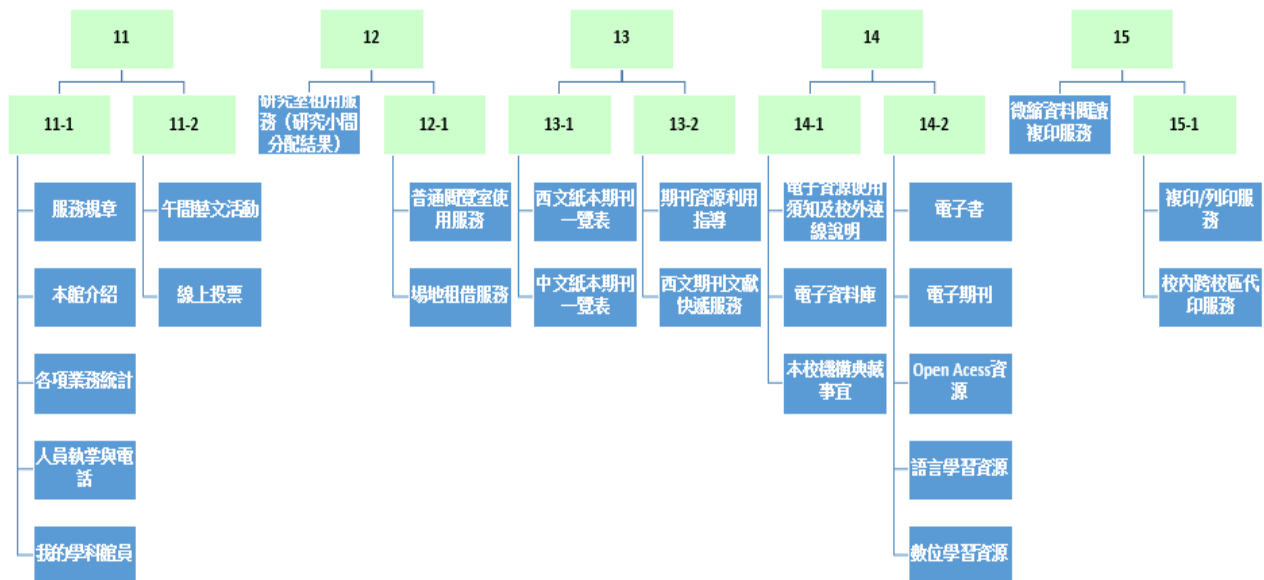 11
12
13
14
15
11-1
11-2
研究室租用服
務（研究小間
分配結果）
12-1
13-1
13-2
14-1
14-2
微縮資料閱讀
複印服務
15-1
服務規章
午間藝文活動
普通閱覽室使
用服務
西文紙本期刊
一覽表
期刊資源利用
指導
電子資源使用
須知及校外連
線說明
電子書
複印/列印服
務
本館介紹
線上投票
場地租借服務
中文紙本期刊
一覽表
西文期刊文獻
快遞服務
電子資料庫
電子期刊
校內跨校區代
印服務
各項業務統計
本校機構典藏
事宜
Open Acess資
源
人員執掌與電
話
語言學習資源
我的學科館員
數位學習資源